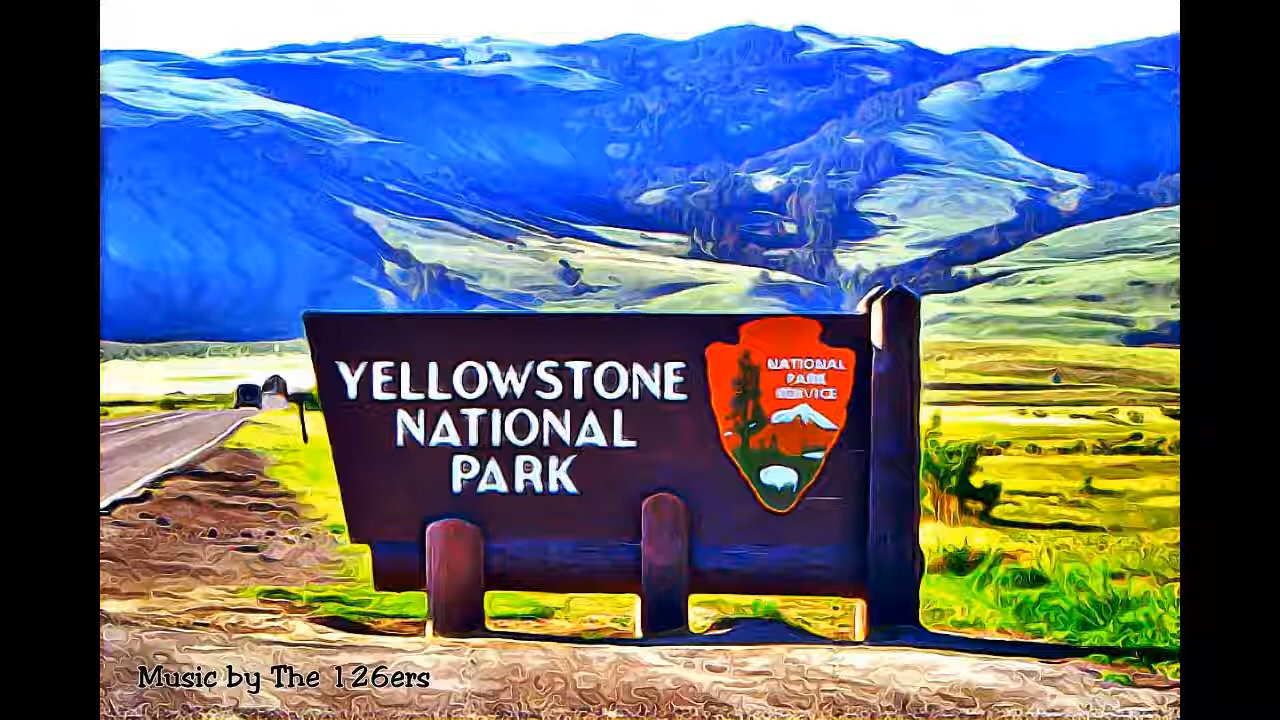 YELLOWSTONE
NATIONAL
PARK
NATIONAL
PARK
SERVICE
Music by The 126ers